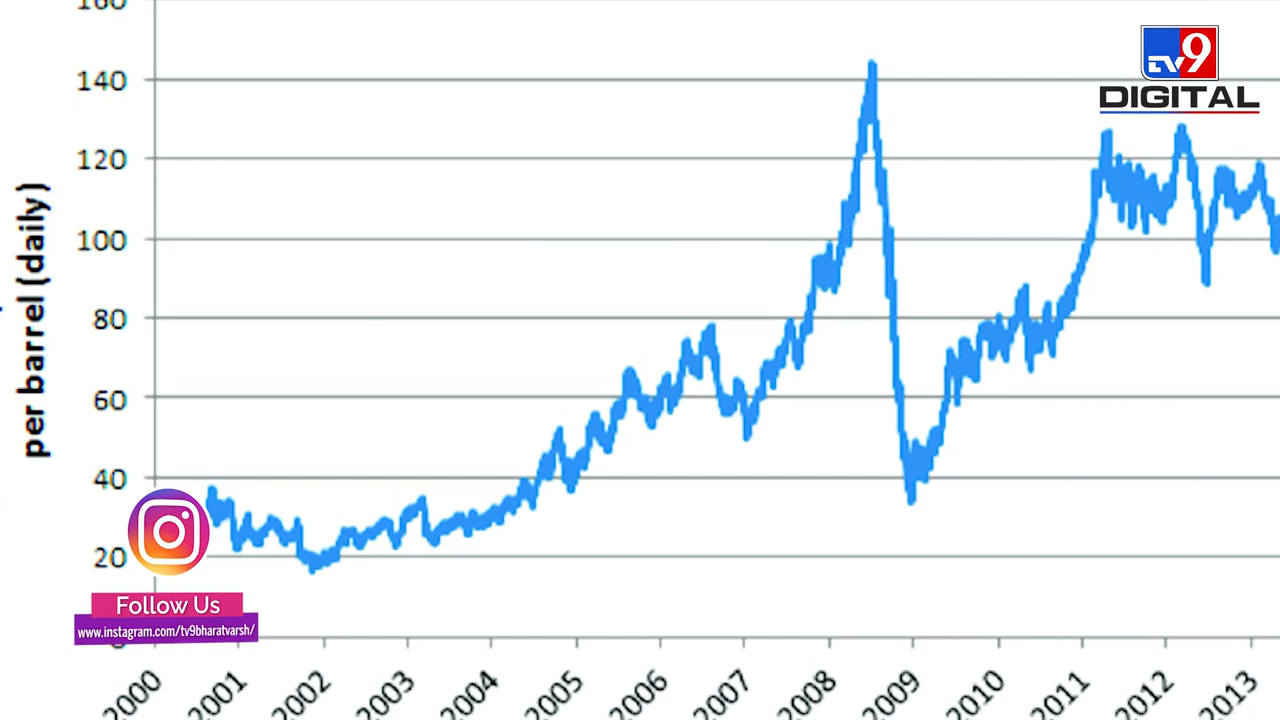 160
tv9
DIGITAL
140
120
100
80
60
40
20
per barrel (daily)
Follow Us
www.instagram.com/tv9bharatvarsh/
2000 2001 2002 2003 2004 2005 2006 2007 2008 2009 2010 2011 2012 2013